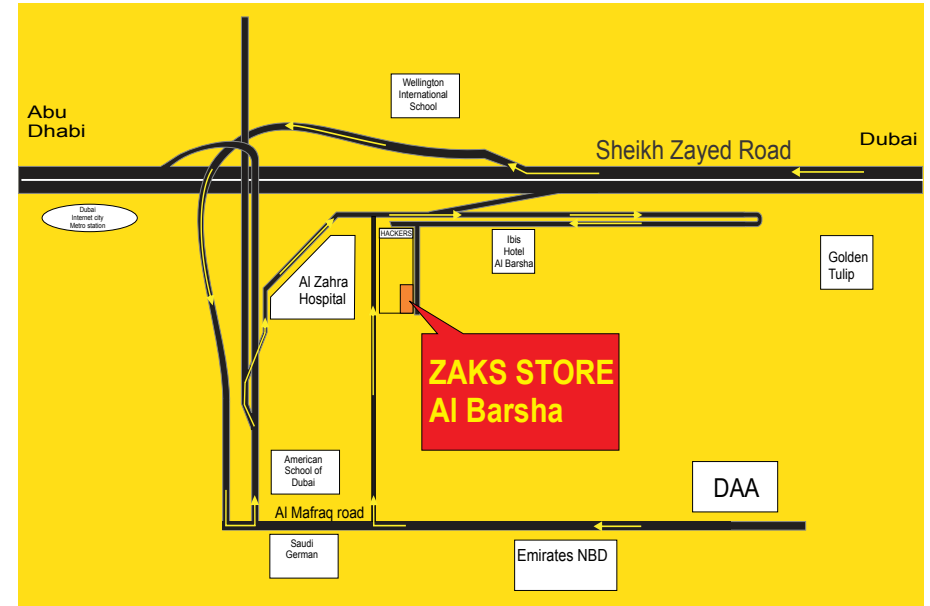 Wellington
International
School
Abu
Dhabi
Sheikh Zayed Road
Dubai
Dubai
Internet city
Metro station
HACKERS
Ibis
Hotel
Al Barsha
Golden
Tulip
Al Zahra
Hospital
ZAKS STORE
Al Barsha
American
School of
Dubai
DAA
Al Mafraq road
Saudi
German
Emirates NBD